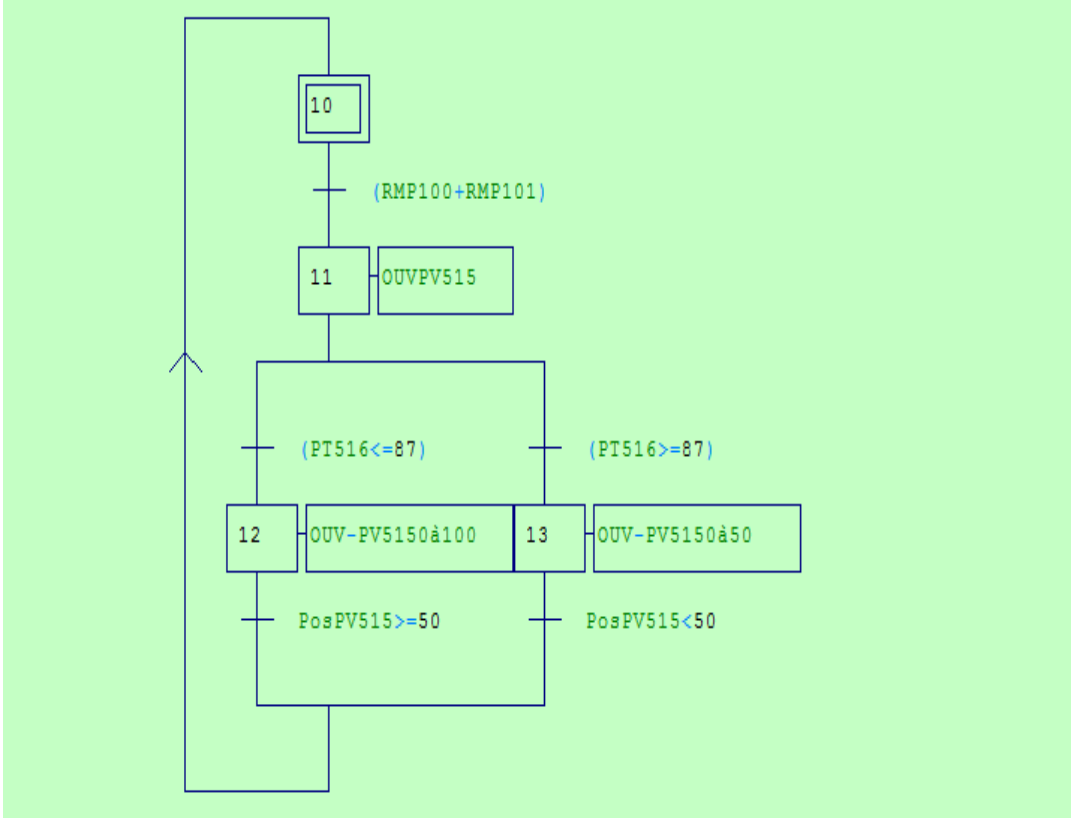 10
(RMP100+RMP101)
11 OUVPV515
(PT516<=87) (PT516>=87)
12 OUV-PV5150à100 13 OUV-PV5150à50
PosPV515>=50 PosPV515<50